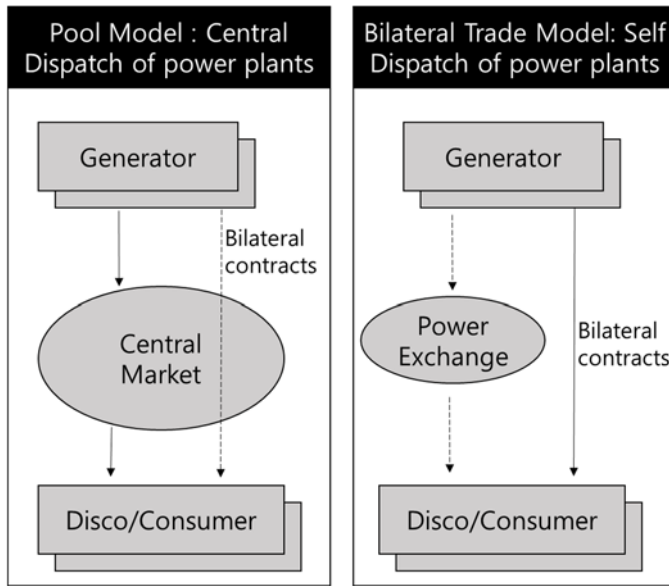 Pool Model : Central
Dispatch of power plants
Generator
Bilateral
contracts
Central
Market
Disco/Consumer
Bilateral Trade Model: Self
Dispatch of power plants
Generator
Power
Exchange
Bilateral
contracts
Disco/Consumer